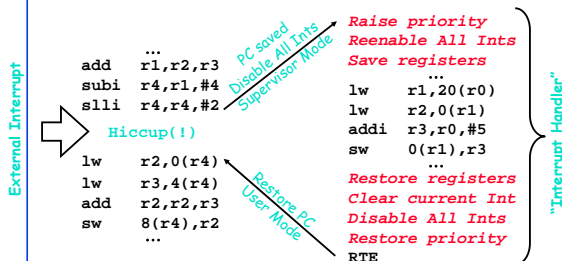 External Interrupt
...
add r1,r2,r3
subi r4,r1,#4
slli r4,r4,#2
Hiccup(!)
lw r2,0(r4)
lw r3,4(r4)
add r2,r2,r3
sw 8(r4),r2
...
PC saved
Disable All Ints
Supervisor Mode
Restore PC
User Mode
Raise priority
Reenable All Ints
Save registers
...
lw r1,20(r0)
lw r2,0(r1)
addi r3,r0,#5
sw 0(r1),r3
...
Restore registers
Clear current Int
Disable All Ints
Restore priority
RTE
"Interrupt Handler"